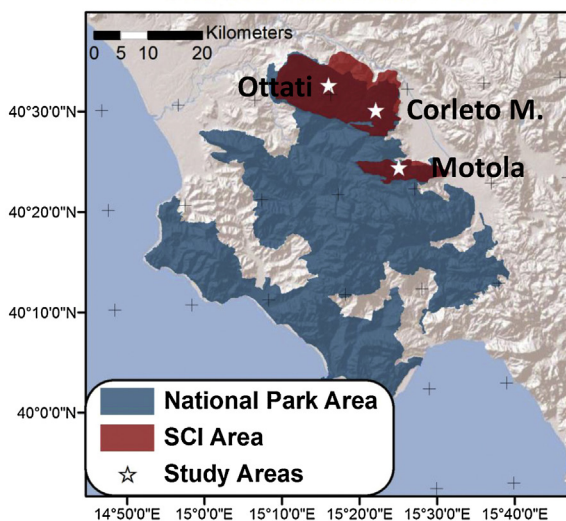 Kilometers
0 5 10 20
Ottati
Corleto M.
Motola
40°30'0"N
40°20'0"N
40°10'0"N
40°0'0"N
National Park Area
SCI Area
Study Areas
14°50'0"E 15°0'0"E 15°10'0"E 15°20'0"E 15°30'0"E 15°40'0"E